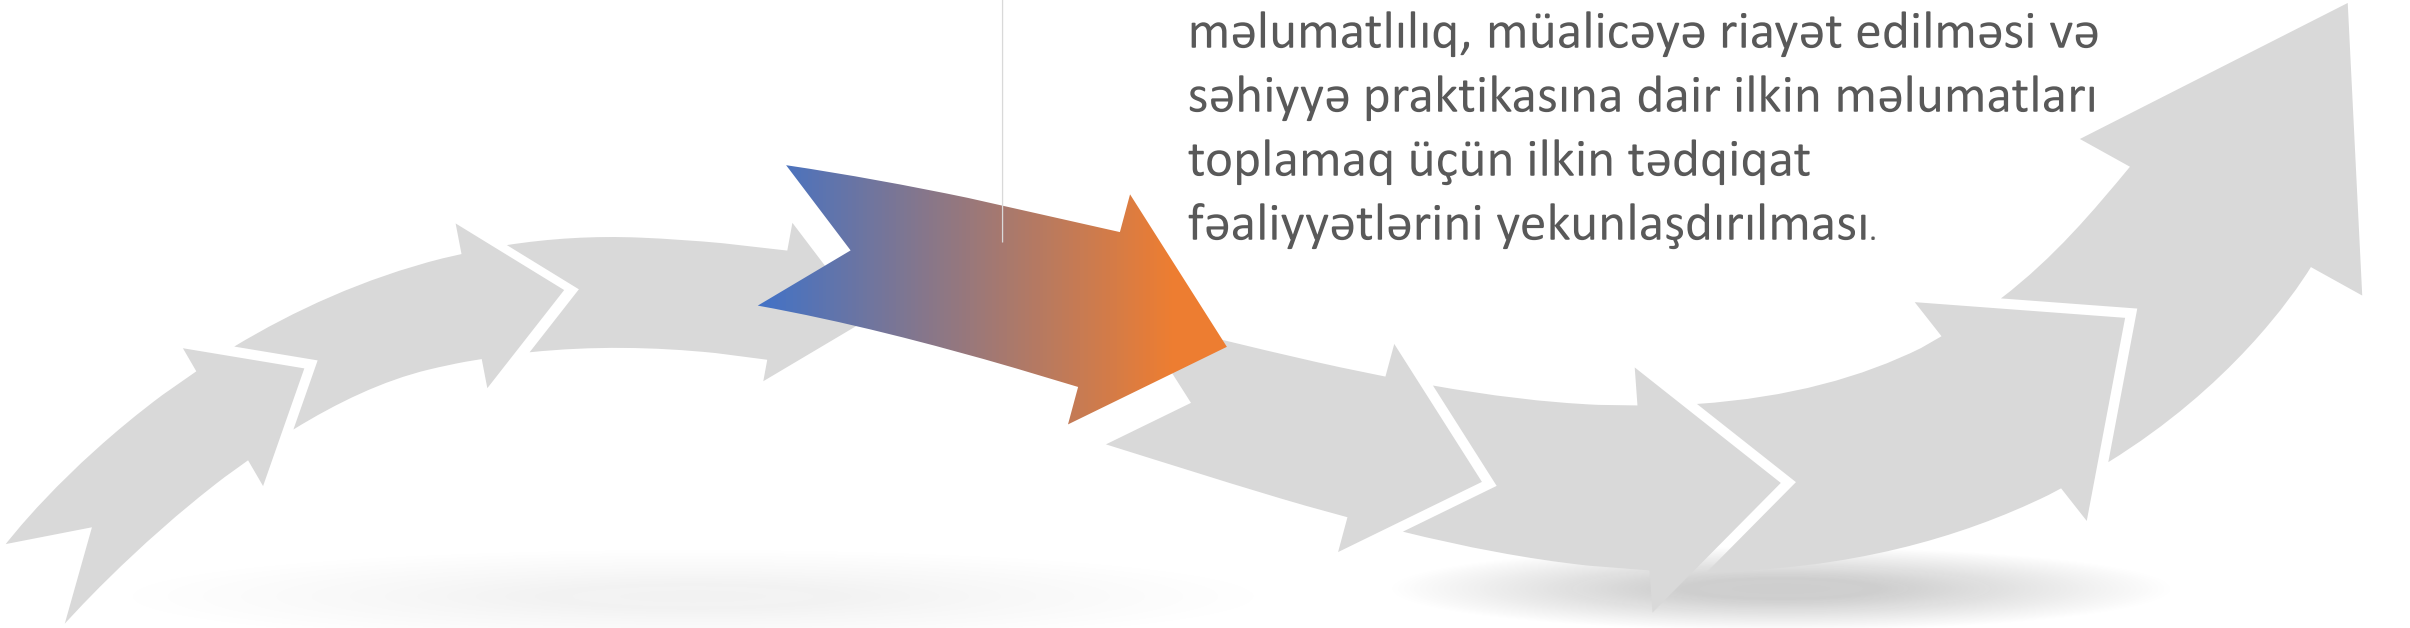 məlumatlılıq, müalicəyə riayət edilməsi və
səhiyyə praktikasına dair ilkin məlumatları
toplamaq üçün ilkin tədqiqat
fəaliyyətlərini yekunlaşdırılması.